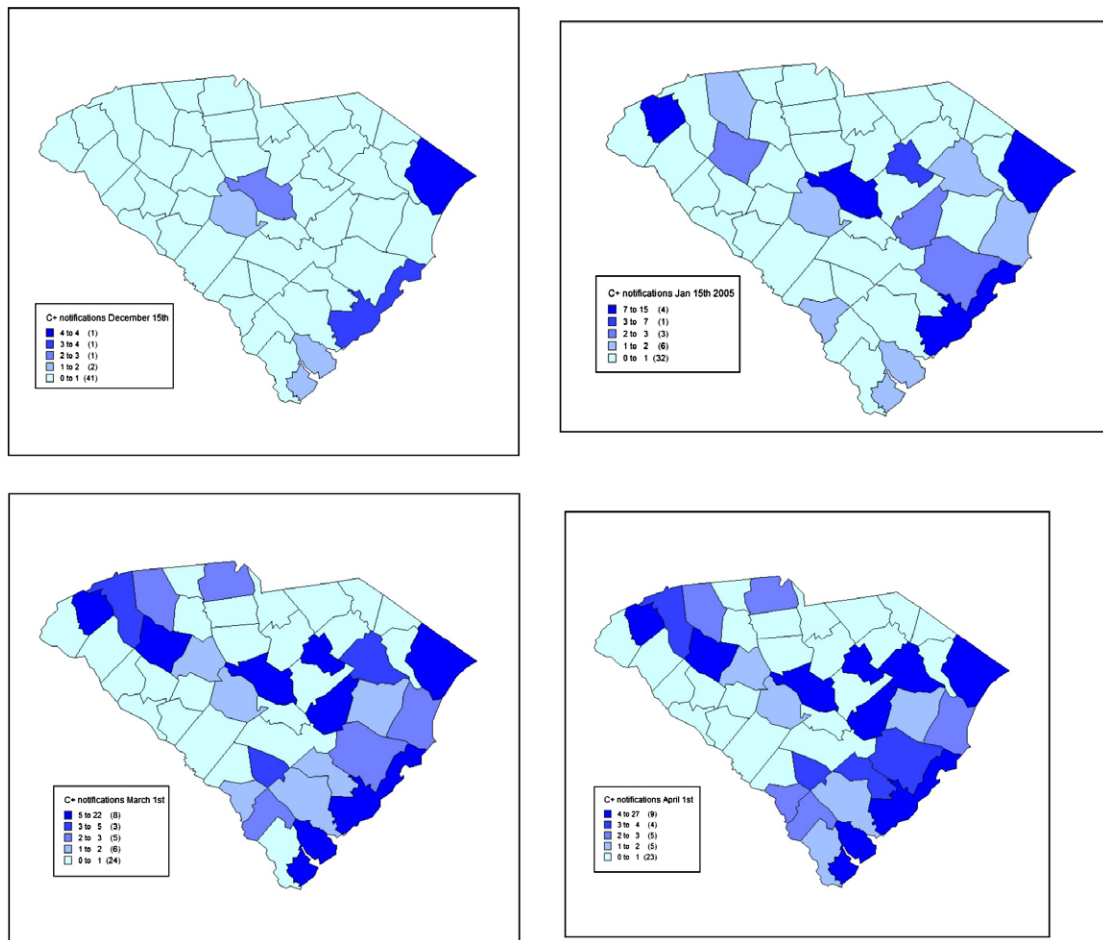 C+ notifications December 15th
4 to 4 (1)
3 to 4 (1)
2 to 3 (1)
1 to 2 (2)
0 to 1 (41)
C+ notifications Jan 15th 2005
7 to 15 (4)
3 to 7 (1)
2 to 3 (3)
1 to 2 (6)
0 to 1 (32)
C+ notifications March 1st
5 to 22 (8)
3 to 5 (3)
2 to 3 (5)
1 to 2 (6)
0 to 1 (24)
C+ notifications April 1st
4 to 27 (9)
3 to 4 (4)
2 to 3 (5)
1 to 2 (5)
0 to 1 (23)